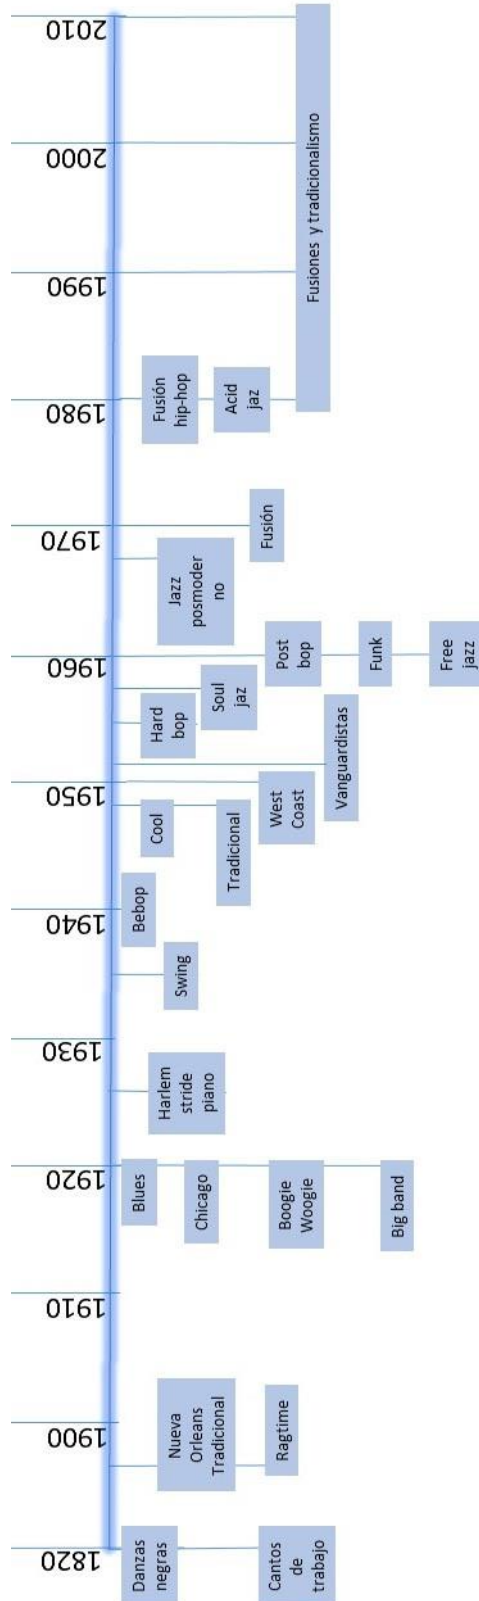 1820
1900
1910
1920
1930
1940
1950
1960
1970
1980
1990
2000
2010
Danzas
negras
Cantos
de
trabajo
Nueva
Orleans
Tradicional
Ragtime
Blues
Chicago
Boogie
Woogie
Big band
Harlem
stride
piano
Swing
Bebop
Cool
Tradicional
West
Coast
Vanguardistas
Hard
bop
Soul
jaz
Post
bop
Funk
Free
jazz
Jazz
posmoder
no
Fusión
Fusión
hip-hop
Acid
jaz
Fusiones y tradicionalismo